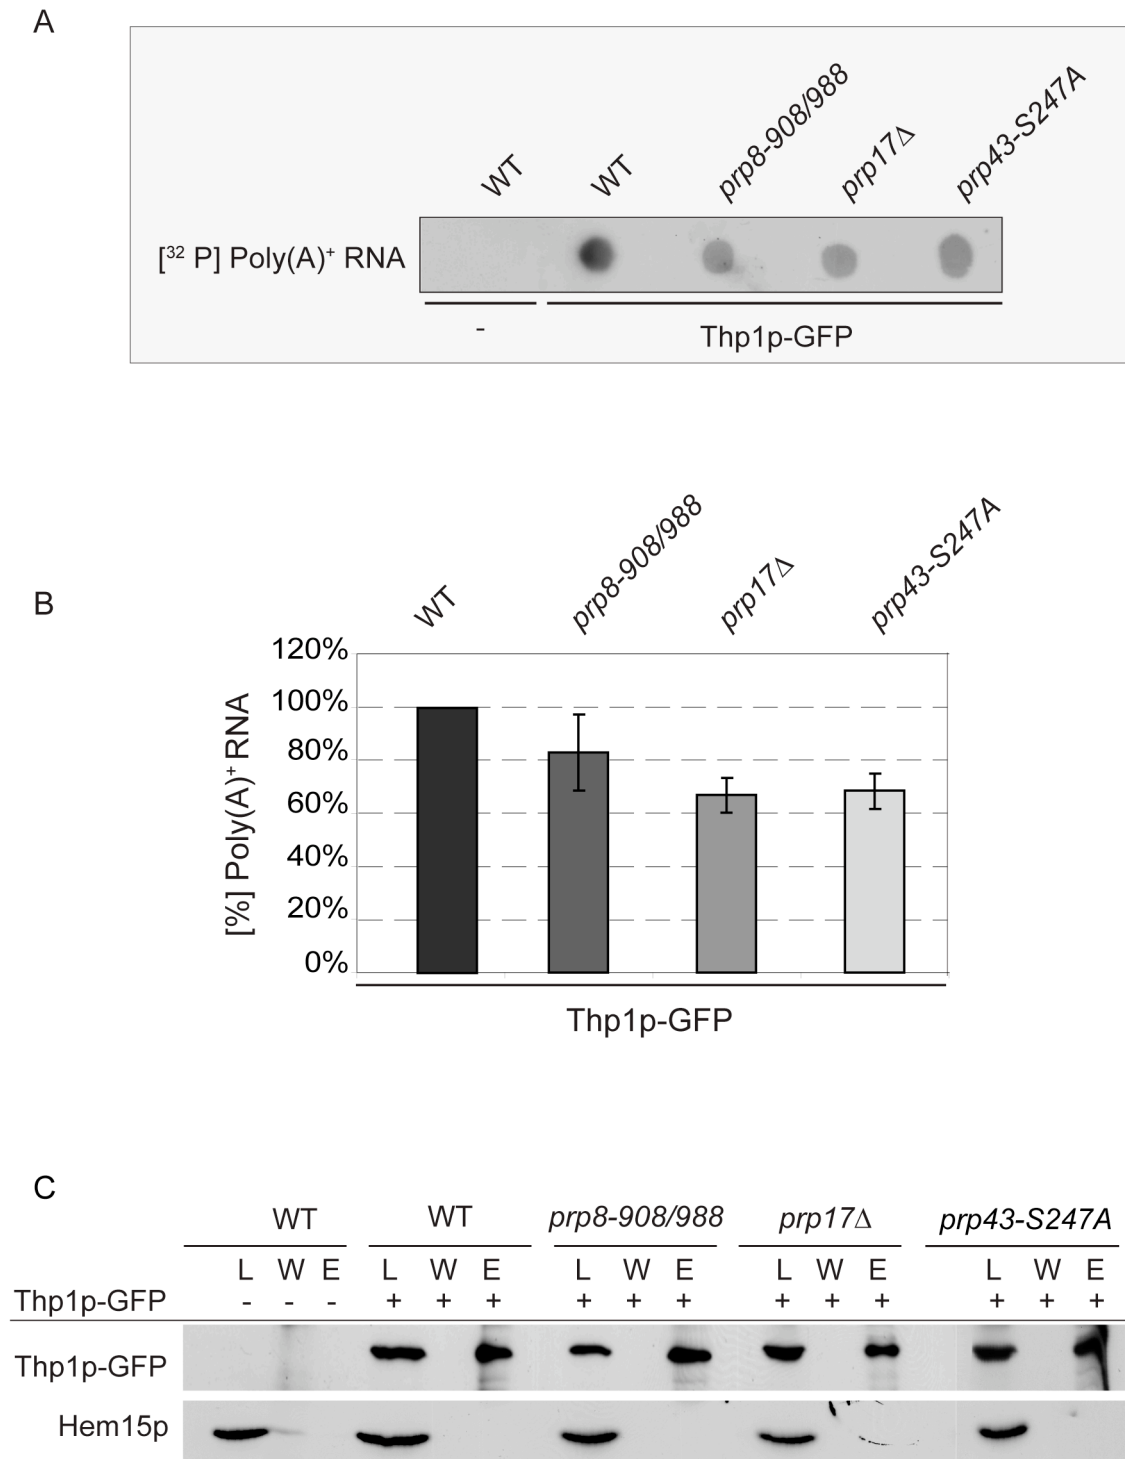 A
WT WT prp8-908/988 prp17Δ prp43-S247A
[³² P] Poly(A)⁺ RNA
- Thp1p-GFP
B
WT prp8-908/988 prp17Δ prp43-S247A
[%] Poly(A)⁺ RNA
120%
100%
80%
60%
40%
20%
0%
Thp1p-GFP
C
WT WT prp8-908/988 prp17Δ prp43-S247A
L W E L W E L W E L W E L W E
Thp1p-GFP - - - + + + + + + + + + + + +
Thp1p-GFP
Hem15p